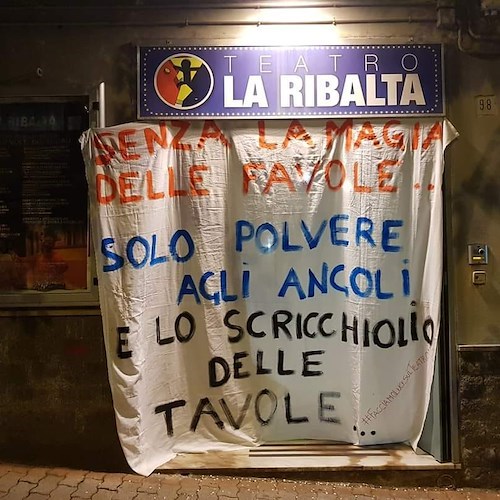 TEATRO
LA RIBALTA
98
SENZA LA MAGIA
DELLE FAVOLE..
SOLO POLVERE
AGLI ANGOLI
E LO SCRICCHIOLIO
DELLE
TAVOLE...